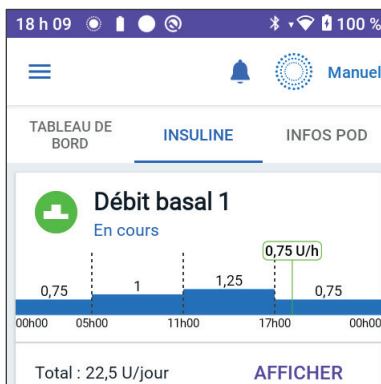 18 h 09 100 %
Manuel
TABLEAU DE
BORD
INSULINE
INFOS POD
Débit basal 1
En cours
0,75 U/h
0,75 1 1,25 0,75
00h00 05h00 11h00 17h00 00h00
Total : 22,5 U/jour AFFICHER